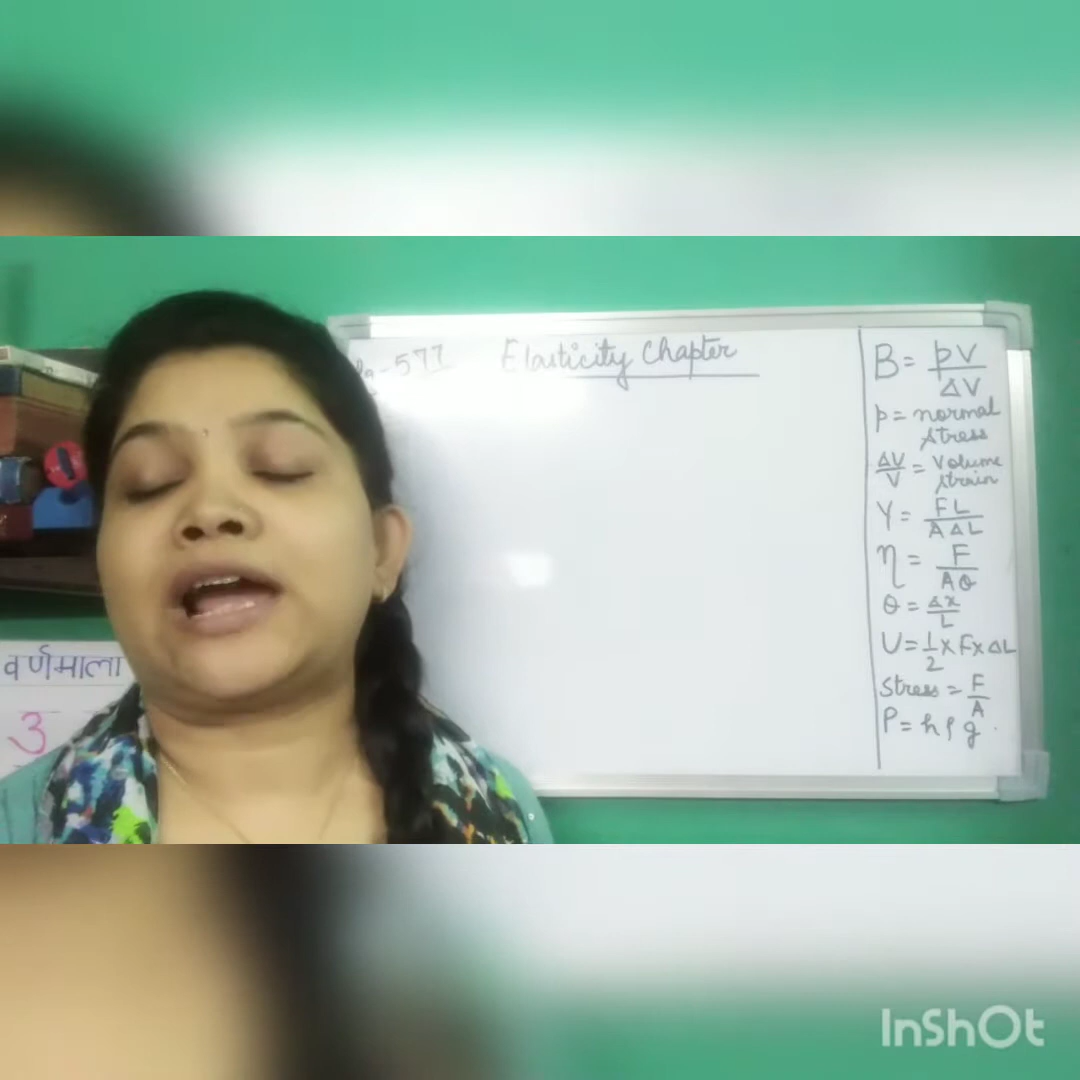 -577 Elasticity Chapter
B = pV/ΔV
p = normal
stress
ΔV/V = Volume
strain
Y = FL/AΔL
η = F/Aθ
θ = Δx/L
U = 1/2 x F x ΔL
Stress = F/A
P = hρg.
वर्णमाला
उ
InShOt